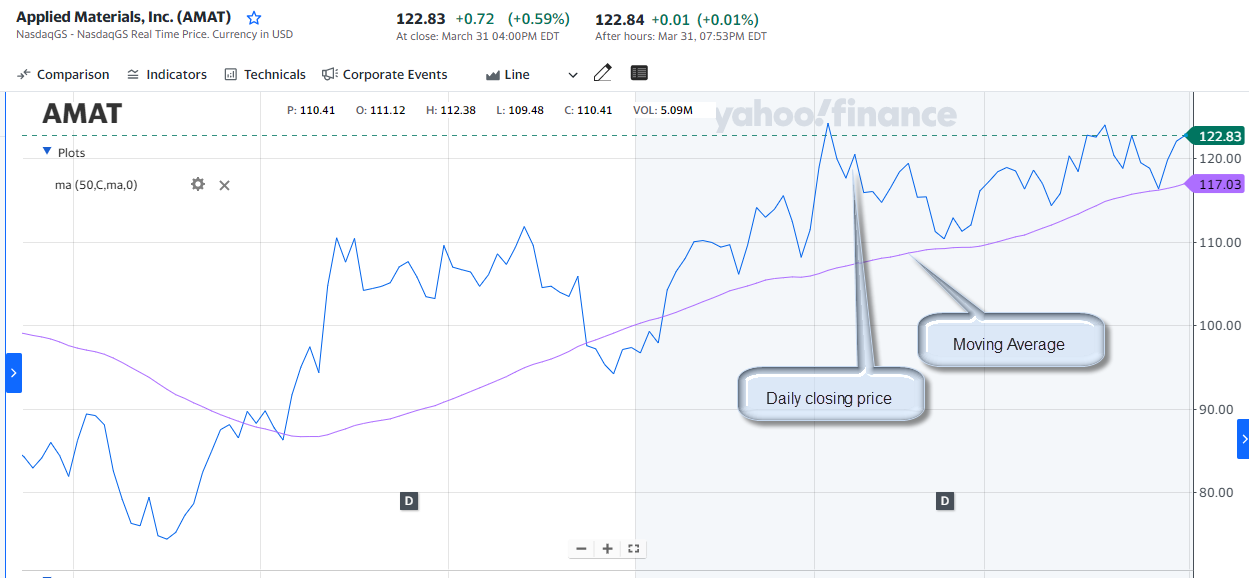 Applied Materials, Inc. (AMAT)
NasdaqGS - NasdaqGS Real Time Price. Currency in USD
122.83 +0.72 (+0.59%)
At close: March 31 04:00PM EDT
122.84 +0.01 (+0.01%)
After hours: Mar 31, 07:53PM EDT
Comparison Indicators Technicals Corporate Events Line
AMAT
P: 110.41 O: 111.12 H: 112.38 L: 109.48 C: 110.41 VOL: 5.09M
yahoo!finance
Plots
ma (50,C,ma,0)
122.83
120.00
117.03
110.00
100.00
Moving Average
Daily closing price
90.00
80.00
D
D